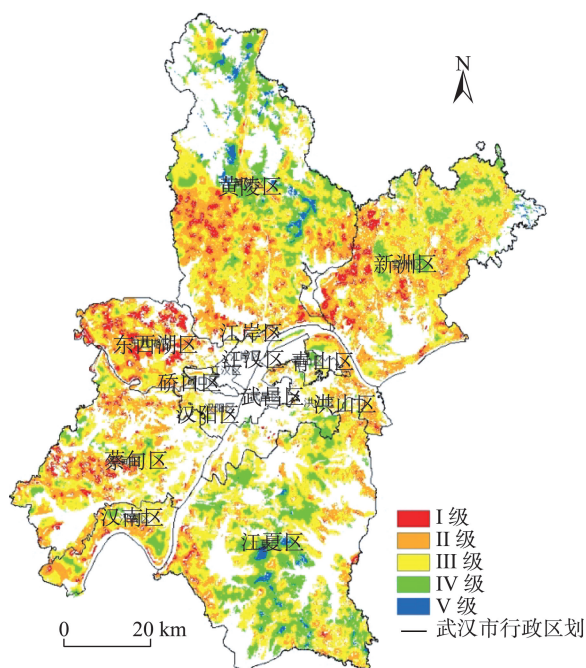 N
黄陵区
新洲区
东西湖区
江岸区
江汉区
青山区
硚口区
武昌区
汉阳区
洪山区
蔡甸区
汉南区
江夏区
I 级
II 级
III 级
IV 级
V 级
武汉市行政区划
0 20 km